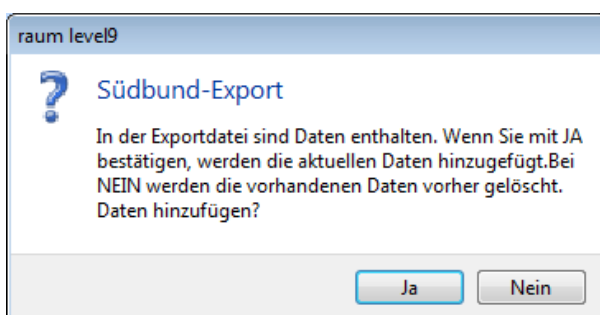 raum level9
Südbund-Export
In der Exportdatei sind Daten enthalten. Wenn Sie mit JA
bestätigen, werden die aktuellen Daten hinzugefügt.Bei
NEIN werden die vorhandenen Daten vorher gelöscht.
Daten hinzufügen?
Ja
Nein